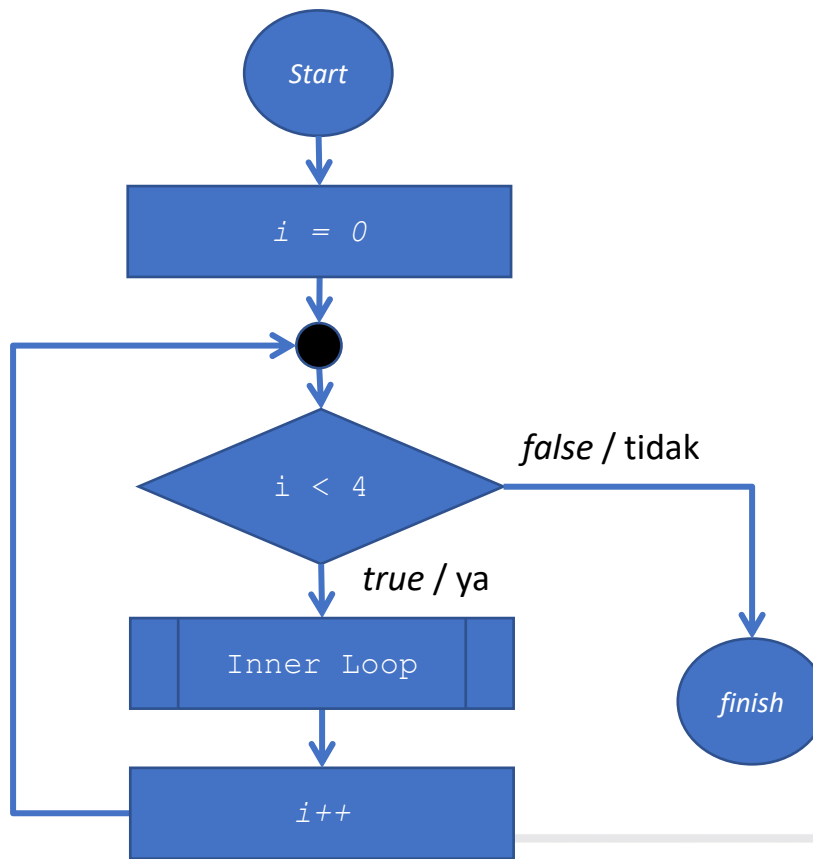 Start
i = 0
i < 4
false / tidak
true / ya
Inner Loop
finish
i++